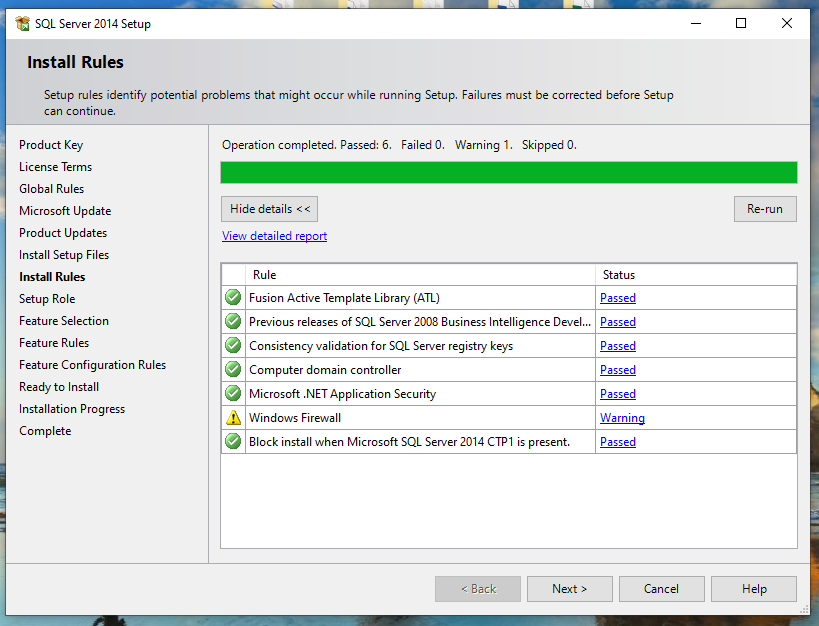 SQL Server 2014 Setup
Install Rules
Setup rules identify potential problems that might occur while running Setup. Failures must be corrected before Setup
can continue.
Product Key
License Terms
Global Rules
Microsoft Update
Product Updates
Install Setup Files
Install Rules
Setup Role
Feature Selection
Feature Rules
Feature Configuration Rules
Ready to Install
Installation Progress
Complete
Operation completed. Passed: 6.   Failed 0.   Warning 1.   Skipped 0.
Hide details <<
Re-run
View detailed report
Rule Status
Fusion Active Template Library (ATL) Passed
Previous releases of SQL Server 2008 Business Intelligence Devel... Passed
Consistency validation for SQL Server registry keys Passed
Computer domain controller Passed
Microsoft .NET Application Security Passed
Windows Firewall Warning
Block install when Microsoft SQL Server 2014 CTP1 is present. Passed
< Back Next > Cancel Help